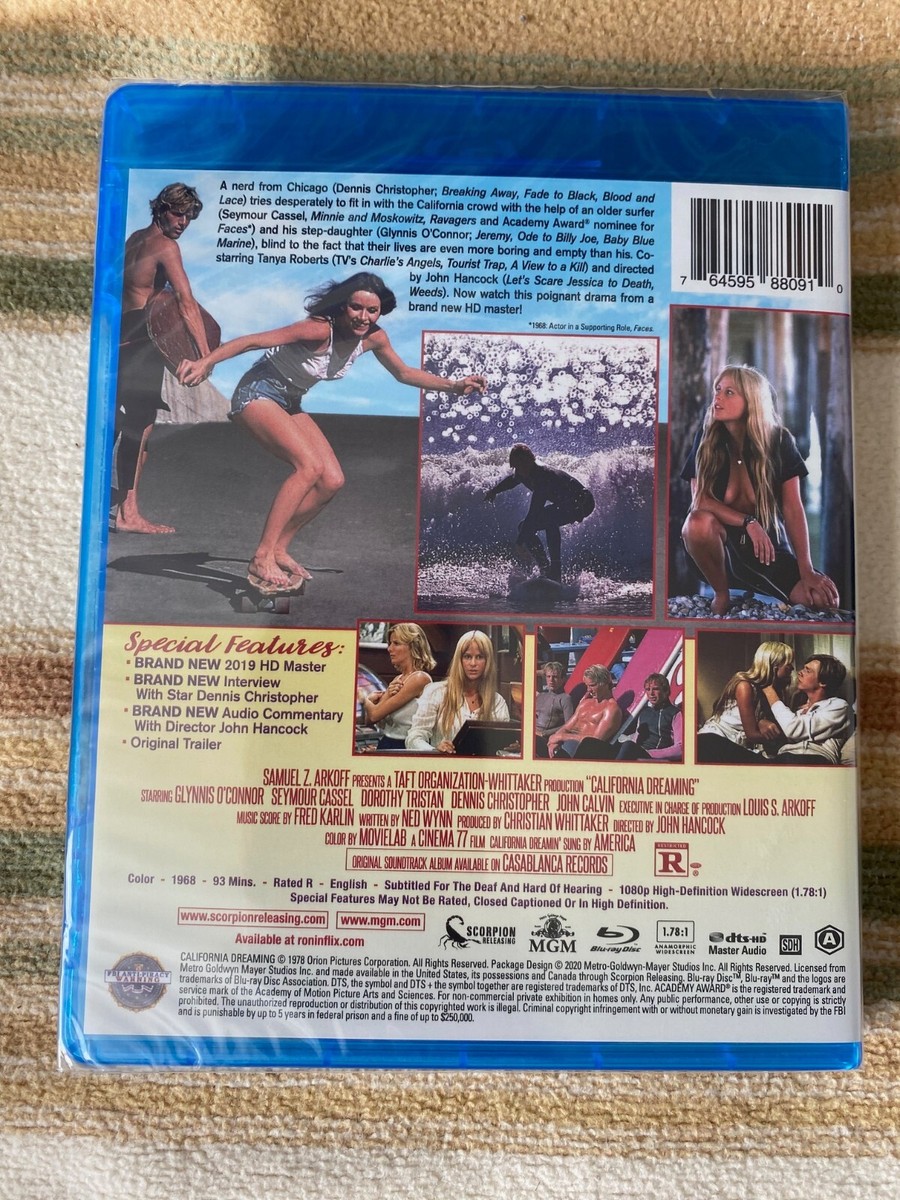 A nerd from Chicago (Dennis Christopher; Breaking Away, Fade to Black, Blood and
Lace) tries desperately to fit in with the California crowd with the help of an older surfer
(Seymour Cassel, Minnie and Moskowitz, Ravagers and Academy Award® nominee for
Faces*) and his step-daughter (Glynnis O'Connor; Jeremy, Ode to Billy Joe, Baby Blue
Marine), blind to the fact that their lives are even more boring and empty than his. Co-
starring Tanya Roberts (TV's Charlie's Angels, Tourist Trap, A View to a Kill) and directed
by John Hancock (Let's Scare Jessica to Death,
Weeds). Now watch this poignant drama from a
brand new HD master!
*1968: Actor in a Supporting Role, Faces.
7 64595 88091 0
Special Features:
• BRAND NEW 2019 HD Master
• BRAND NEW Interview
With Star Dennis Christopher
• BRAND NEW Audio Commentary
With Director John Hancock
• Original Trailer
SAMUEL Z. ARKOFF PRESENTS A TAFT ORGANIZATION-WHITTAKER PRODUCTION "CALIFORNIA DREAMING"
STARRING GLYNNIS O'CONNOR SEYMOUR CASSEL DOROTHY TRISTAN DENNIS CHRISTOPHER JOHN CALVIN EXECUTIVE IN CHARGE OF PRODUCTION LOUIS S. ARKOFF
MUSIC SCORE BY FRED KARLIN WRITTEN BY NED WYNN PRODUCED BY CHRISTIAN WHITTAKER DIRECTED BY JOHN HANCOCK
COLOR BY MOVIELAB A CINEMA 77 FILM CALIFORNIA DREAMIN' SUNG BY AMERICA
ORIGINAL SOUNDTRACK ALBUM AVAILABLE ON CASABLANCA RECORDS
RESTRICTED
R
Color - 1968 - 93 Mins. - Rated R - English - Subtitled For The Deaf And Hard Of Hearing - 1080p High-Definition Widescreen (1.78:1)
Special Features May Not Be Rated, Closed Captioned Or In High Definition.
www.scorpionreleasing.com www.mgm.com
Available at roninflix.com
SCORPION
RELEASING
MGM
Blu-ray Disc
1.78:1
ANAMORPHIC
WIDESCREEN
dts-HD
Master Audio
SDH
A
FBI ANTI-PIRACY
WARNING
CALIFORNIA DREAMING © 1978 Orion Pictures Corporation. All Rights Reserved. Package Design © 2020 Metro-Goldwyn-Mayer Studios Inc. All Rights Reserved. Licensed from
Metro Goldwyn Mayer Studios Inc. and made available in the United States, its possessions and Canada through Scorpion Releasing. Blu-ray Disc™, Blu-ray™ and the logos are
trademarks of Blu-ray Disc Association. DTS, the symbol and DTS + the symbol together are registered trademarks of DTS, Inc. ACADEMY AWARD® is the registered trademark and
service mark of the Academy of Motion Picture Arts and Sciences. For non-commercial private exhibition in homes only. Any public performance, other use or copying is strictly
prohibited. The unauthorized reproduction or distribution of this copyrighted work is illegal. Criminal copyright infringement with or without monetary gain is investigated by the FBI
and is punishable by up to 5 years in federal prison and a fine of up to $250,000.